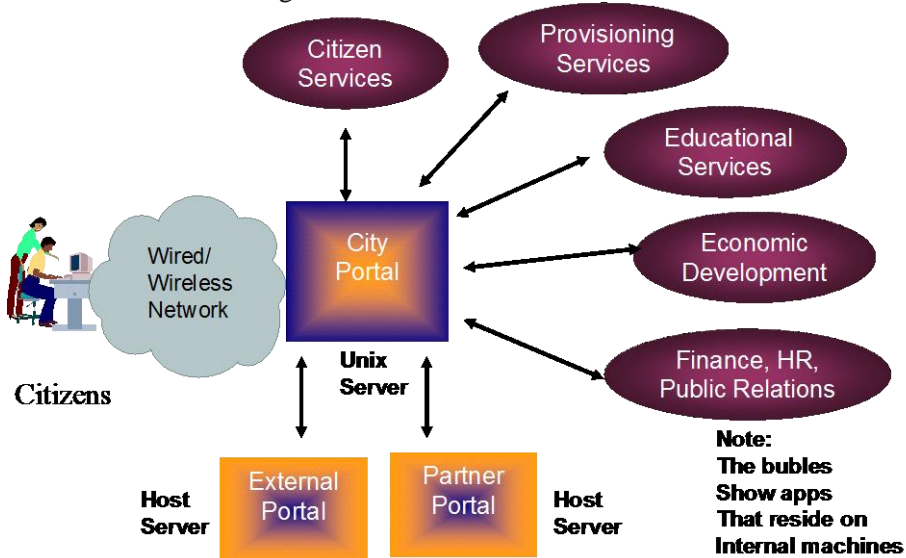 Citizen
Services
Provisioning
Services
Educational
Services
Economic
Development
Finance, HR,
Public Relations
City
Portal
Wired/
Wireless
Network
Citizens
Unix
Server
External
Portal
Partner
Portal
Host
Server
Host
Server
Note:
The bubles
Show apps
That reside on
Internal machines